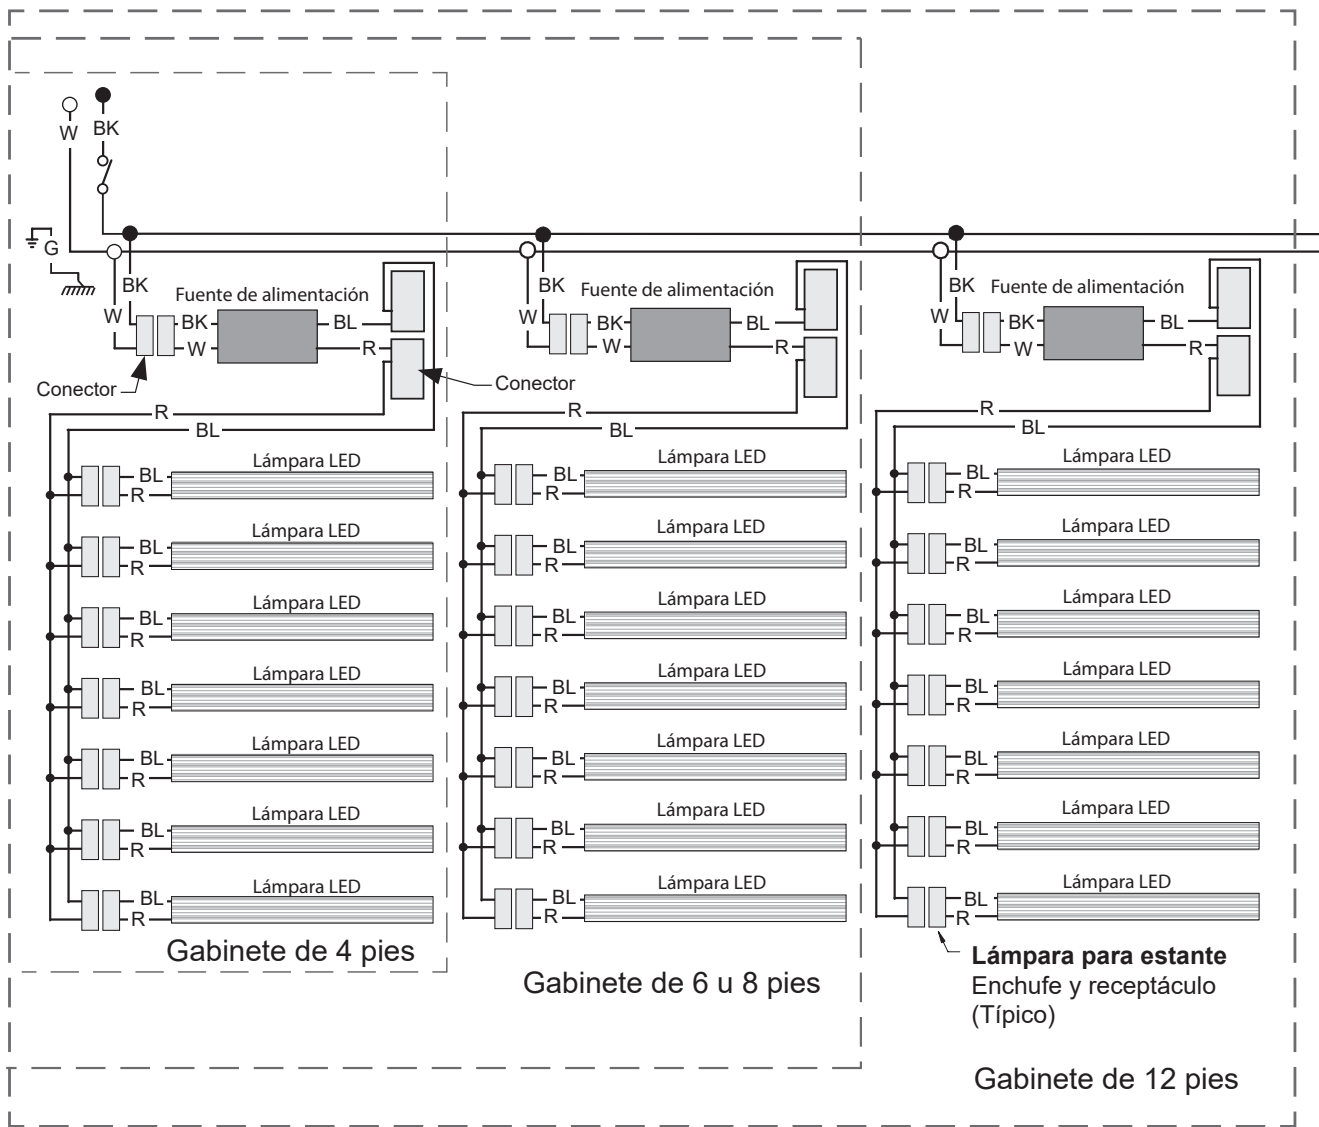 W
BK
G
BK
W
Fuente de alimentación
BK
W
BL
R
Conector
Conector
R
BL
BK
W
Fuente de alimentación
BK
W
BL
R
R
BL
BK
W
Fuente de alimentación
BK
W
BL
R
R
BL
Lámpara LED
BL
R
Lámpara LED
BL
R
Lámpara LED
BL
R
Lámpara LED
BL
R
Lámpara LED
BL
R
Lámpara LED
BL
R
Lámpara LED
BL
R
Gabinete de 4 pies
Lámpara LED
BL
R
Lámpara LED
BL
R
Lámpara LED
BL
R
Lámpara LED
BL
R
Lámpara LED
BL
R
Lámpara LED
BL
R
Lámpara LED
BL
R
Gabinete de 6 u 8 pies
Lámpara LED
BL
R
Lámpara LED
BL
R
Lámpara LED
BL
R
Lámpara LED
BL
R
Lámpara LED
BL
R
Lámpara LED
BL
R
Lámpara LED
BL
R
Lámpara para estante
Enchufe y receptáculo
(Típico)
Gabinete de 12 pies